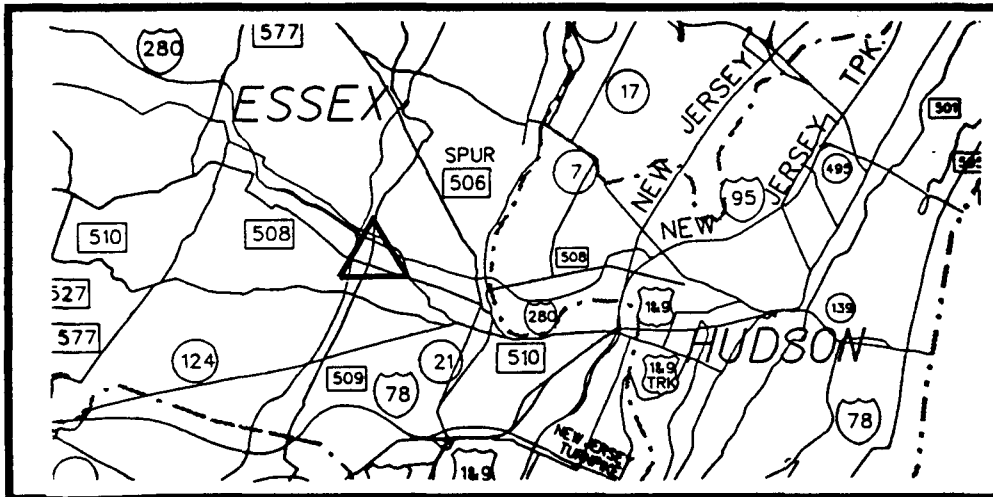 577
280
ESSEX
17
JERSEY
TPK.
501
SPUR
506
7
NEW
JERSEY
495
95
NEW
510
508
508
527
280
1&9
139
577
HUDSON
124
21
510
1&9
TRK
509
78
78
NEW JERSEY
TURNPIKE
1&9